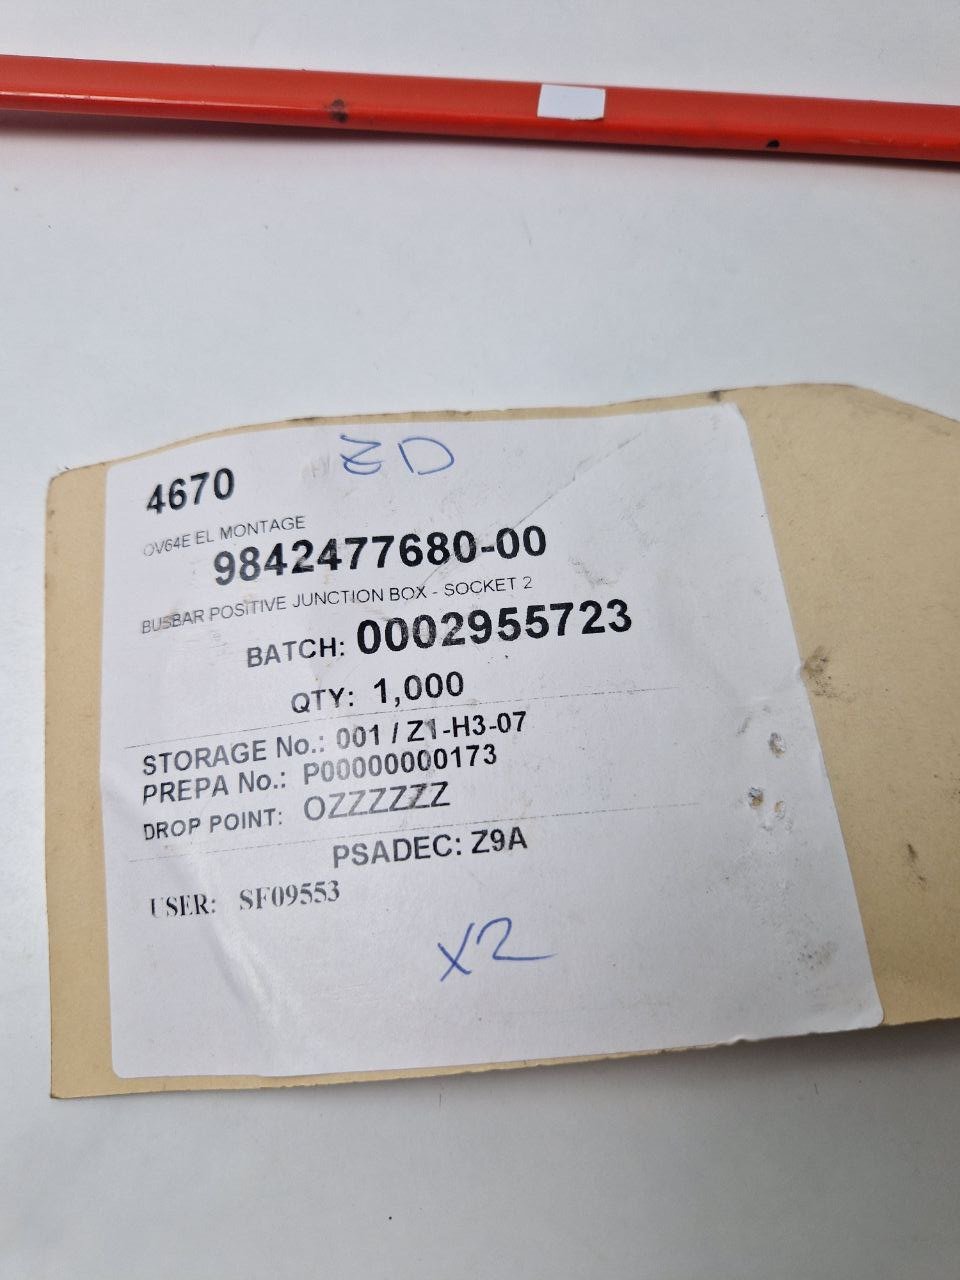 ZD
4670
OV64E EL MONTAGE
9842477680-00
BUSBAR POSITIVE JUNCTION BOX - SOCKET 2
BATCH: 0002955723
QTY: 1,000
STORAGE No.: 001 / Z1-H3-07
PREPA No.: P00000000173
DROP POINT: OZZZZZZ
PSADEC: Z9A
USER: SF09553
X2